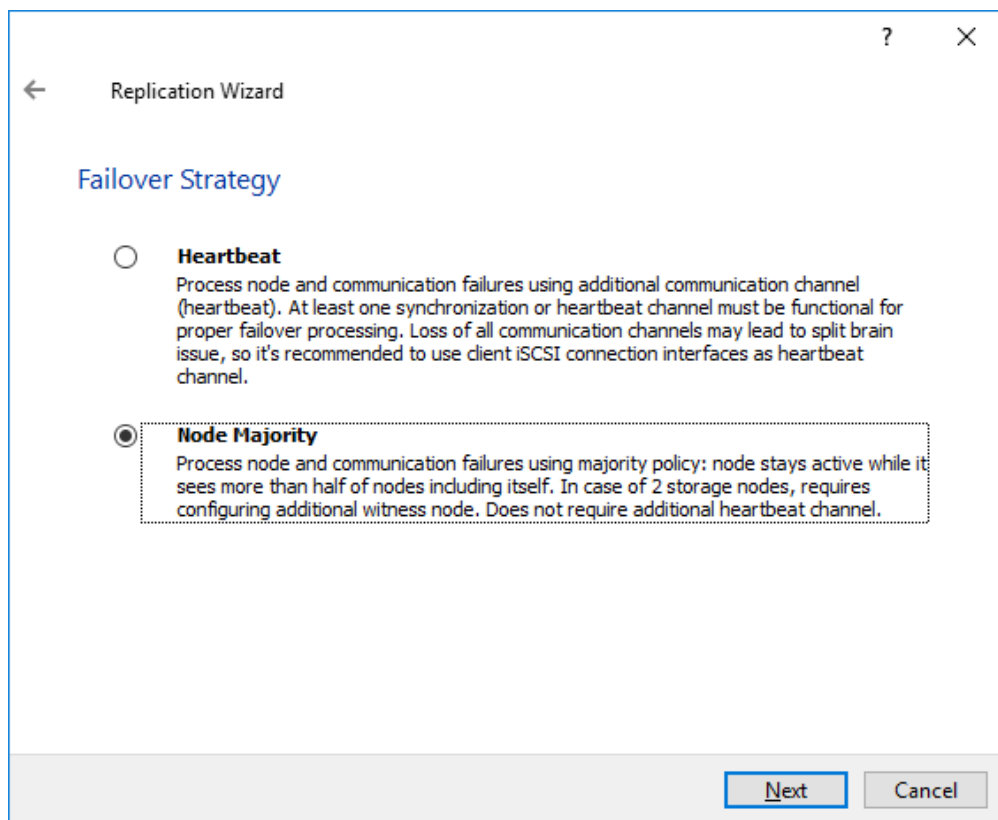 ?
Replication Wizard
Failover Strategy
Heartbeat
Process node and communication failures using additional communication channel
(heartbeat). At least one synchronization or heartbeat channel must be functional for
proper failover processing. Loss of all communication channels may lead to split brain
issue, so it's recommended to use client iSCSI connection interfaces as heartbeat
channel.
Node Majority
Process node and communication failures using majority policy: node stays active while it
sees more than half of nodes including itself. In case of 2 storage nodes, requires
configuring additional witness node. Does not require additional heartbeat channel.
Next
Cancel